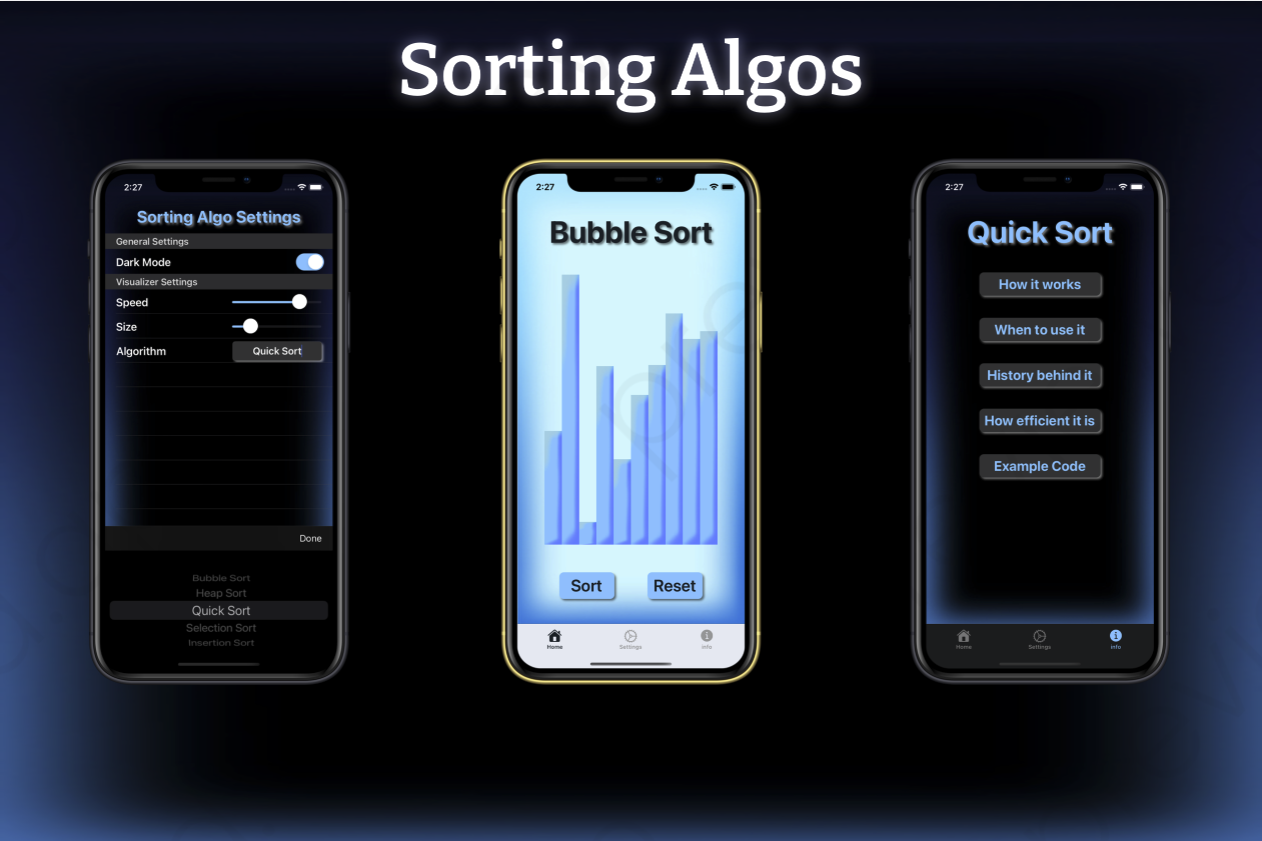 Sorting Algos
2:27
Sorting Algo Settings
General Settings
Dark Mode
Visualizer Settings
Speed
Size
Algorithm
Quick Sort
Done
Bubble Sort
Heap Sort
Quick Sort
Selection Sort
Insertion Sort
2:27
Bubble Sort
Sort
Reset
Home
Settings
info
2:27
Quick Sort
How it works
When to use it
History behind it
How efficient it is
Example Code
Home
Settings
info